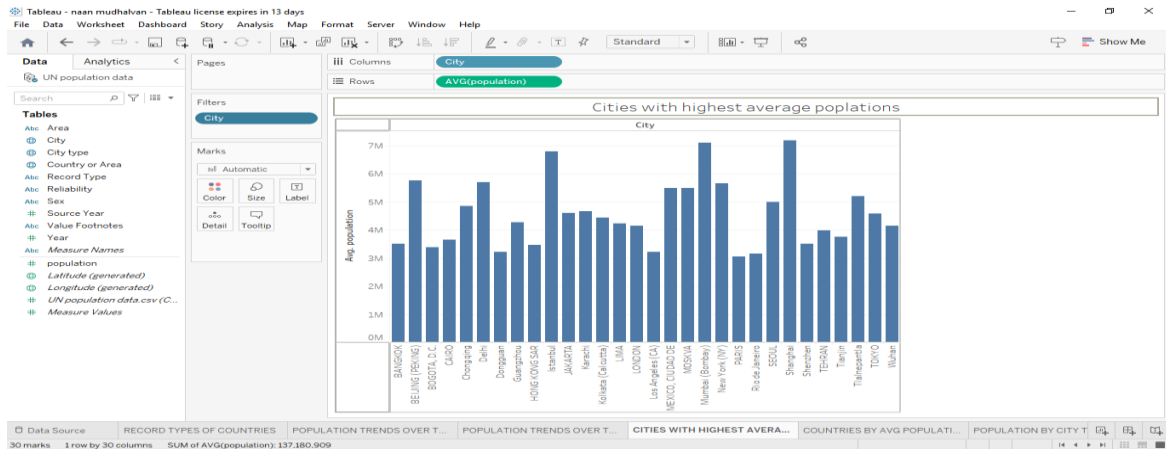 Tableau - naan mudhalvan - Tableau license expires in 13 days
File Data Worksheet Dashboard Story Analysis Map Format Server Window Help
Standard
Show Me
Data Analytics
UN population data
Search
Tables
Abc Area
City
City type
Country or Area
Abc Record Type
Abc Reliability
Abc Sex
# Source Year
Abc Value Footnotes
# Year
Abc Measure Names
# population
Latitude (generated)
Longitude (generated)
# UN population data.csv (C...
# Measure Values
Pages
Filters
City
Marks
Automatic
Color Size Label
Detail Tooltip
Columns City
Rows AVG(population)
Cities with highest average poplations
City
Avg. population
7M
6M
5M
4M
3M
2M
1M
0M
BANGKOK
BEIJING (PEKING)
BOGOTA, D.C.
CAIRO
Chongqing
Delhi
Dongguan
Guangzhou
HONG KONG SAR
Istanbul
JAKARTA
Karachi
Kolkata (Calcutta)
LIMA
LONDON
Los Angeles (CA)
MEXICO, CIUDAD DE
MOSKVA
Mumbai (Bombay)
New York (NY)
PARIS
Rio de Janeiro
SEOUL
Shanghai
Shenzhen
TEHRAN
Tianjin
Tlalnepantla
TOKYO
Wuhan
Data Source RECORD TYPES OF COUNTRIES POPULATION TRENDS OVER T... POPULATION TRENDS OVER T... CITIES WITH HIGHEST AVERA... COUNTRIES BY AVG POPULATI... POPULATION BY CITY T
30 marks 1 row by 30 columns SUM of AVG(population): 137,180,909